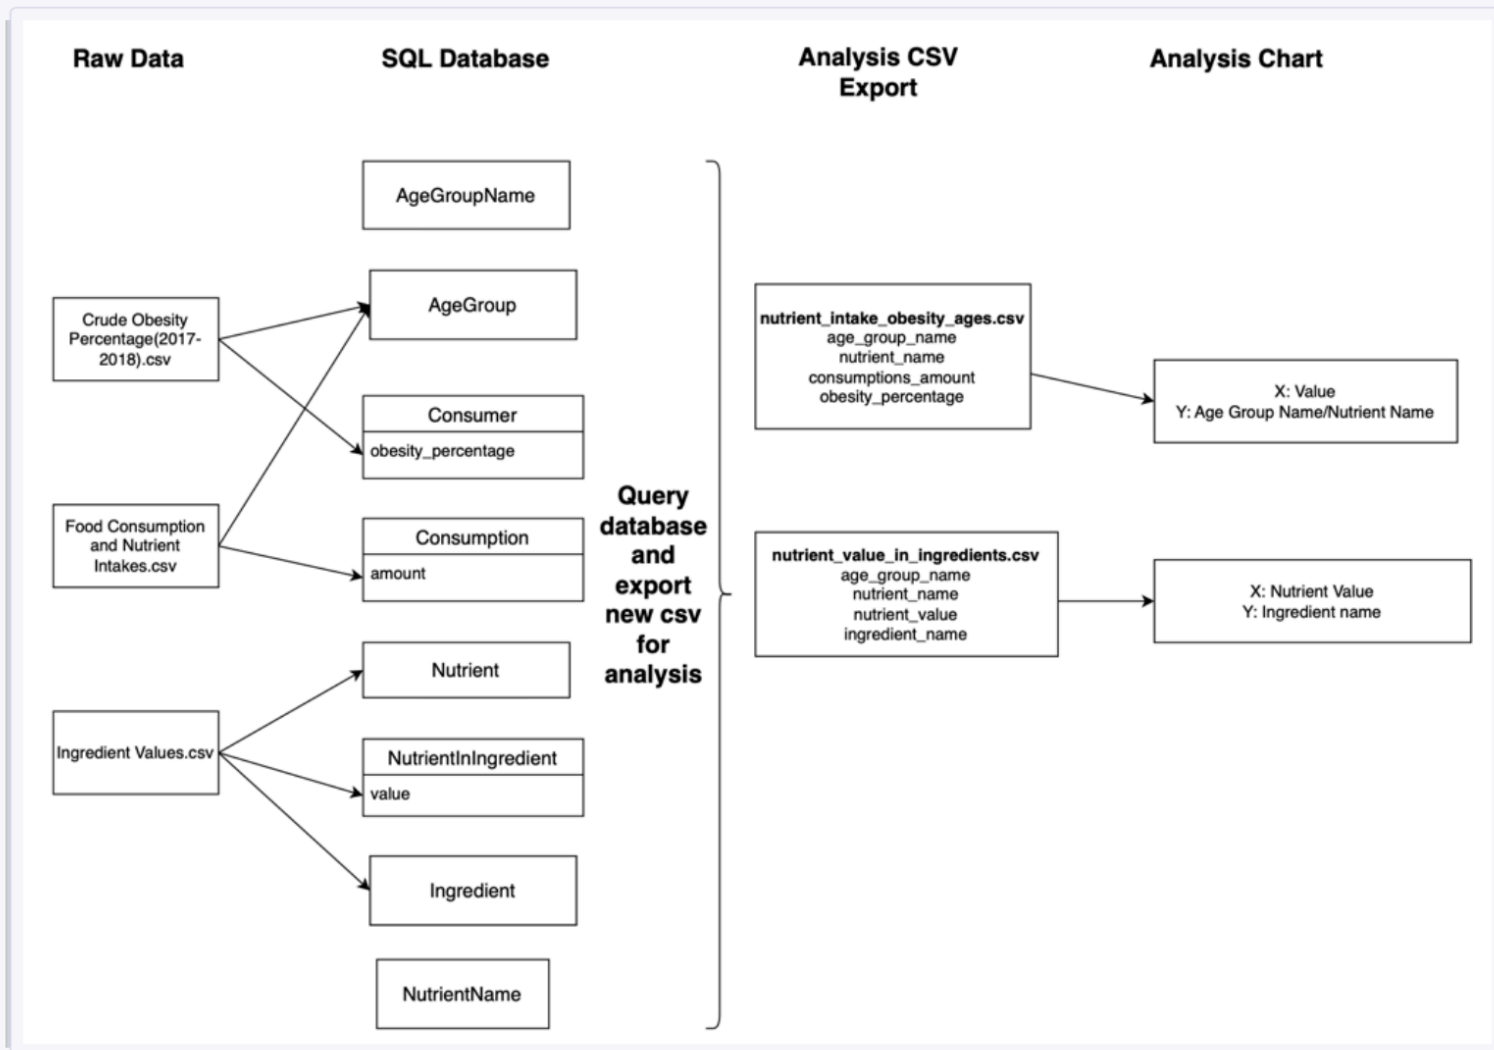 Raw Data
SQL Database
Analysis CSV
Export
Analysis Chart
AgeGroupName
AgeGroup
Crude Obesity
Percentage(2017-
2018).csv
Consumer
obesity_percentage
Food Consumption
and Nutrient
Intakes.csv
Consumption
amount
Nutrient
Ingredient Values.csv
NutrientInIngredient
value
Ingredient
NutrientName
Query
database
and
export
new csv
for
analysis
nutrient_intake_obesity_ages.csv
age_group_name
nutrient_name
consumptions_amount
obesity_percentage
X: Value
Y: Age Group Name/Nutrient Name
nutrient_value_in_ingredients.csv
age_group_name
nutrient_name
nutrient_value
ingredient_name
X: Nutrient Value
Y: Ingredient name